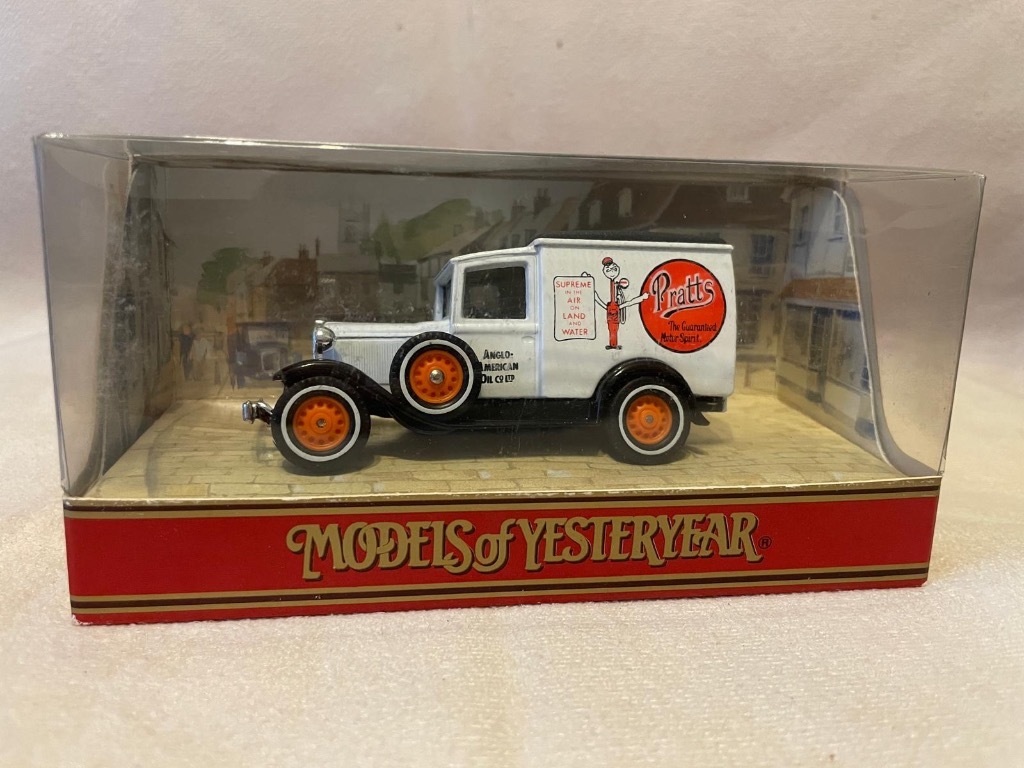 SUPREME
IN THE
AIR
ON
LAND
AND
WATER
Pratts
The Guaranteed
Motor Spirit.
ANGLO-
AMERICAN
OIL CO LTD
MODELS of YESTERYEAR ®